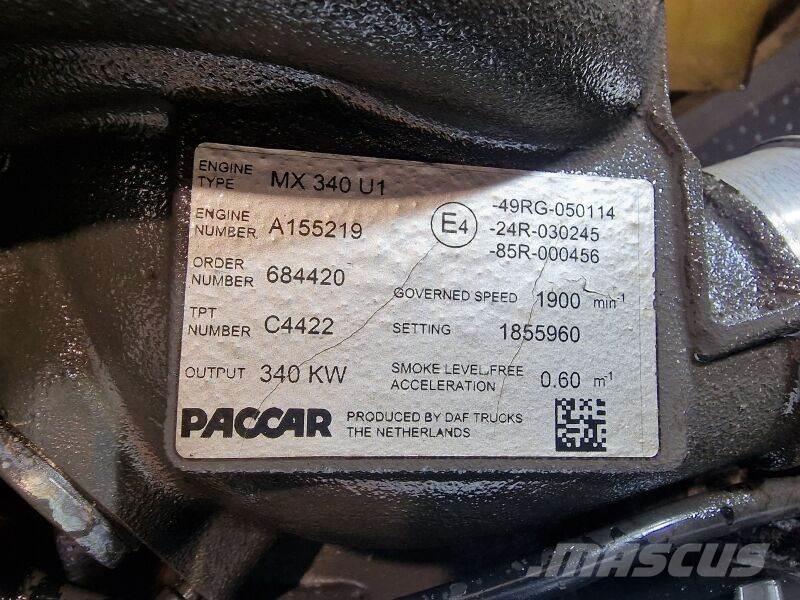 ENGINE TYPE MX 340 U1
ENGINE NUMBER A155219
E4
-49RG-050114
-24R-030245
-85R-000456
ORDER NUMBER 684420
GOVERNED SPEED 1900 min-1
TPT NUMBER C4422
SETTING 1855960
OUTPUT 340 KW
SMOKE LEVEL,FREE ACCELERATION 0.60 m-1
PACCAR
PRODUCED BY DAF TRUCKS
THE NETHERLANDS
MASCUS